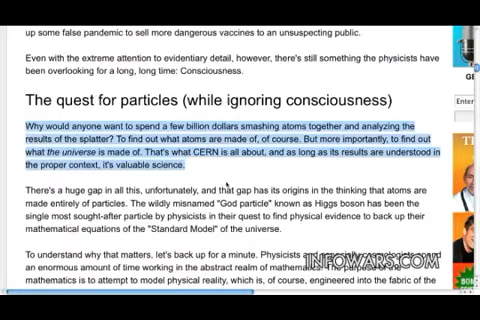 up some false pandemic to sell more dangerous vaccines to an unsuspecting public.
Even with the extreme attention to evidentiary detail, however, there's still something the physicists have
been overlooking for a long, long time: Consciousness.
The quest for particles (while ignoring consciousness)
Why would anyone want to spend a few billion dollars smashing atoms together and analyzing the
results of the splatter? To find out what atoms are made of, of course. But more importantly, to find out
what the universe is made of. That's what CERN is all about, and as long as its results are understood in
the proper context, it's valuable science.
There's a huge gap in all this, unfortunately, and that gap has its origins in the thinking that atoms are
made entirely of particles. The wildly misnamed "God particle" known as Higgs boson has been the
single most sought-after particle by physicists in their quest to find physical evidence to back up their
mathematical equations of the "Standard Model" of the universe.
To understand why that matters, let's back up for a minute. Physicists
an enormous amount of time working in the abstract realm of mathematics. The purpose of the
INFOWARS.COM
mathematics is to attempt to model physical reality, which is, of course, engineered into the fabric of the
GE
Enter